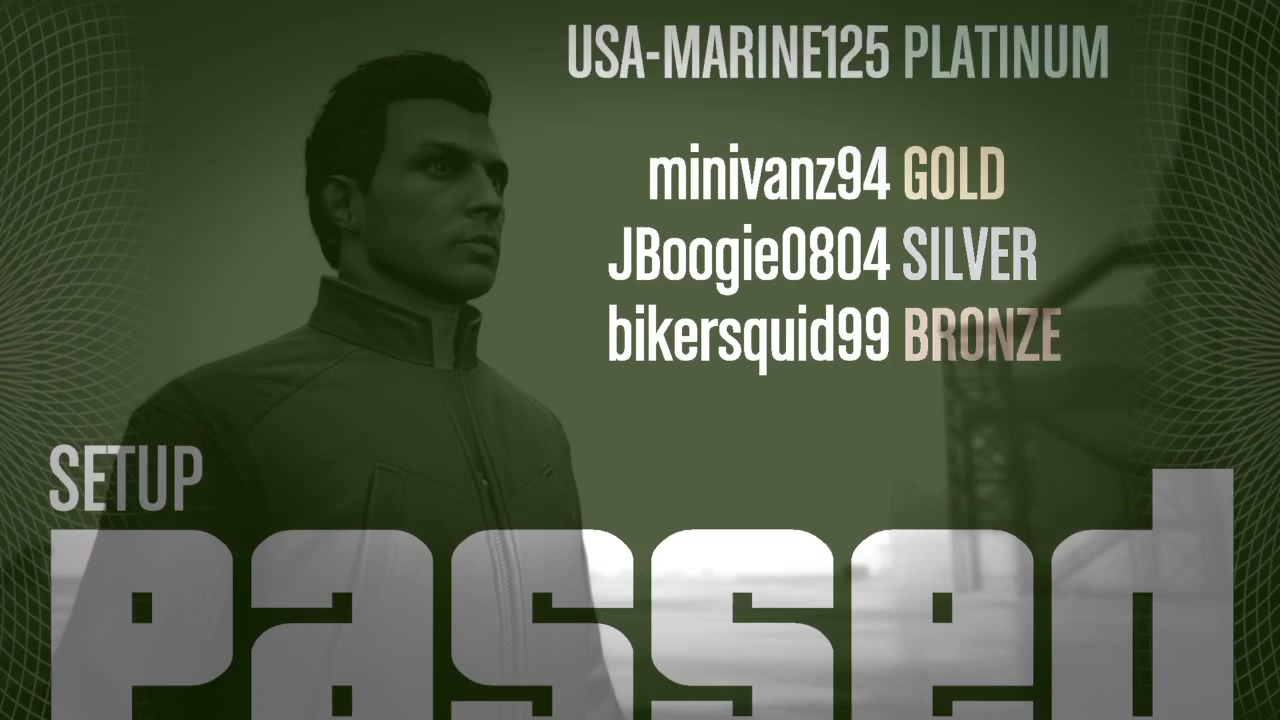 USA-MARINE125 PLATINUM
minivanz94 GOLD
JBoogie0804 SILVER
bikersquid99 BRONZE
SETUP
passed